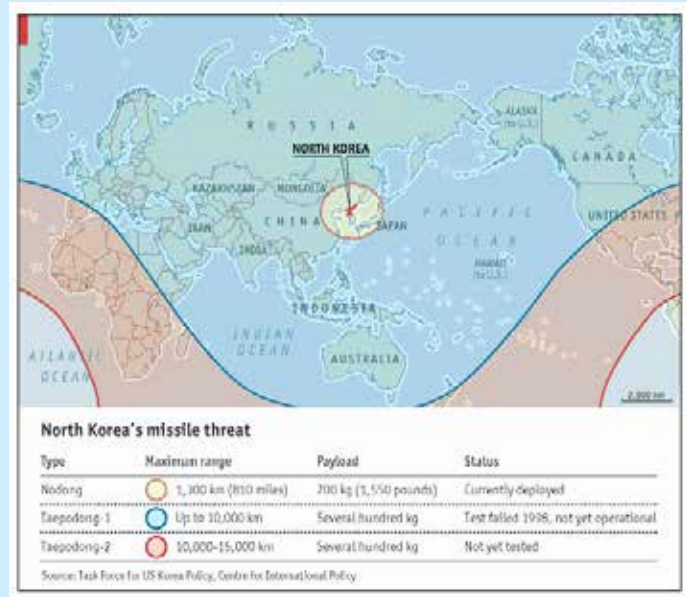 RUSSIA
ALASKA
(to U.S.)
NORTH KOREA
CANADA
KAZAKHSTAN
MONGOLIA
UNITED STATES
CHINA
JAPAN
PACIFIC
OCEAN
IRAN
INDIA
HAWAII
(to U.S.)
INDONESIA
INDIAN
OCEAN
ATLANTIC
OCEAN
AUSTRALIA
2,000 km
North Korea's missile threat
Type Maximum range Payload Status
Nodong 1,300 km (810 miles) 700 kg (1,550 pounds) Currently deployed
Taepodong-1 Up to 10,000 km Several hundred kg Test failed 1998, not yet operational
Taepodong-2 10,000-15,000 km Several hundred kg Not yet tested
Source: Task Force for US Korea Policy, Centre for International Policy